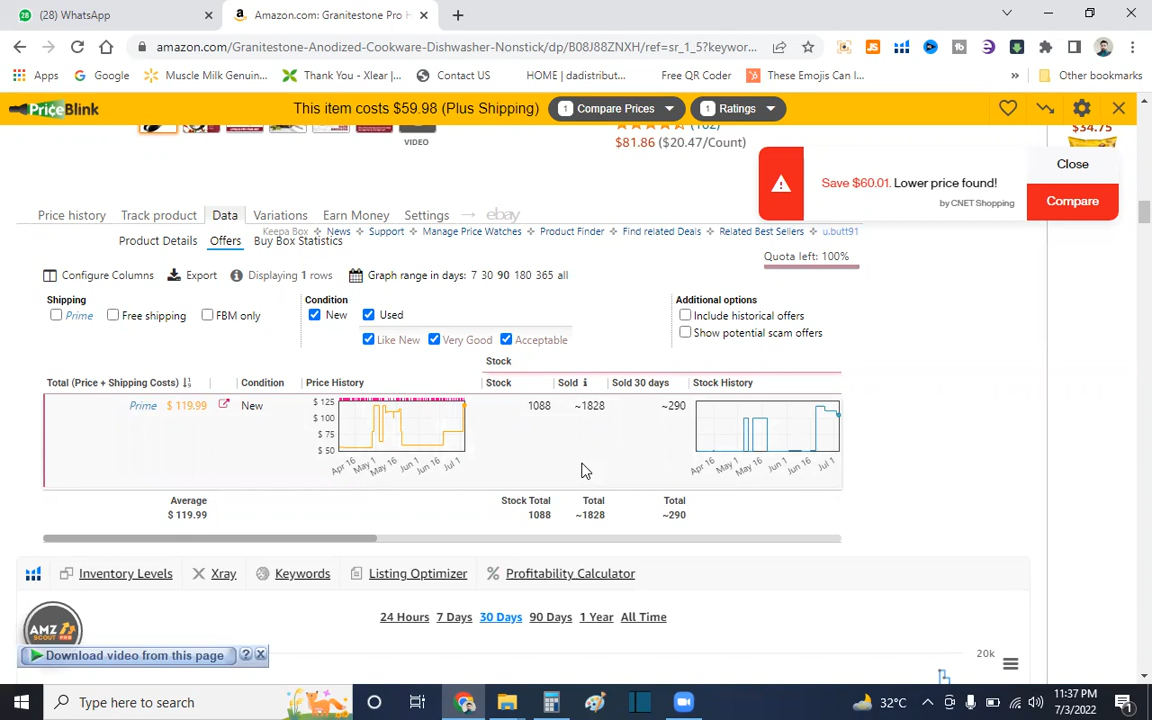 28 WhatsApp
Amazon.com: Granitestone Pro H
amazon.com/Granitestone-Anodized-Cookware-Dishwasher-Nonstick/dp/B08J88ZNXH/ref=sr_1_5?keywor...
Apps Google Muscle Milk Genuin... Thank You - Xlear |... Contact US HOME | dadistribut... Free QR Coder These Emojis Can I... » Other bookmarks
PriceBlink This item costs $59.98 (Plus Shipping) 1 Compare Prices 1 Ratings
$34.75
VIDEO
$81.86 ($20.47/Count)
Close
Save $60.01. Lower price found!
by CNET Shopping
Compare
Price history Track product Data Variations Earn Money Settings → ebay
Keepa Box News Support Manage Price Watches Product Finder Find related Deals Related Best Sellers u.butt91
Product Details Offers Buy Box Statistics
Quota left: 100%
Configure Columns Export Displaying 1 rows Graph range in days: 7 30 90 180 365 all
Shipping Condition Additional options
Prime Free shipping FBM only New Used Include historical offers
Like New Very Good Acceptable Show potential scam offers
Stock
Total (Price + Shipping Costs) Condition Price History Stock Sold Sold 30 days Stock History
Prime $ 119.99 New 1088 ~1828 ~290
$ 125
$ 100
$ 75
$ 50
Apr 16 May 1 May 16 Jun 1 Jun 16 Jul 1
Apr 16 May 1 May 16 Jun 1 Jun 16 Jul 1
Average Stock Total Total Total
$ 119.99 1088 ~1828 ~290
Inventory Levels Xray Keywords Listing Optimizer Profitability Calculator
AMZ
SCOUT PRO
24 Hours 7 Days 30 Days 90 Days 1 Year All Time
Download video from this page ? X
20k
Type here to search
32°C
11:37 PM
7/3/2022
1